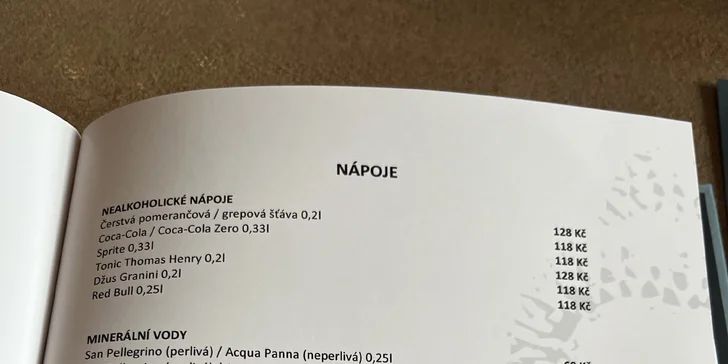 NÁPOJE
NEALKOHOLICKÉ NÁPOJE
Čerstvá pomerančová / grepová šťáva 0,2l 128 Kč
Coca-Cola / Coca-Cola Zero 0,33l 118 Kč
Sprite 0,33l 118 Kč
Tonic Thomas Henry 0,2l 128 Kč
Džus Granini 0,2l 118 Kč
Red Bull 0,25l 118 Kč
MINERÁLNÍ VODY
San Pellegrino (perlivá) / Acqua Panna (neperlivá) 0,25l